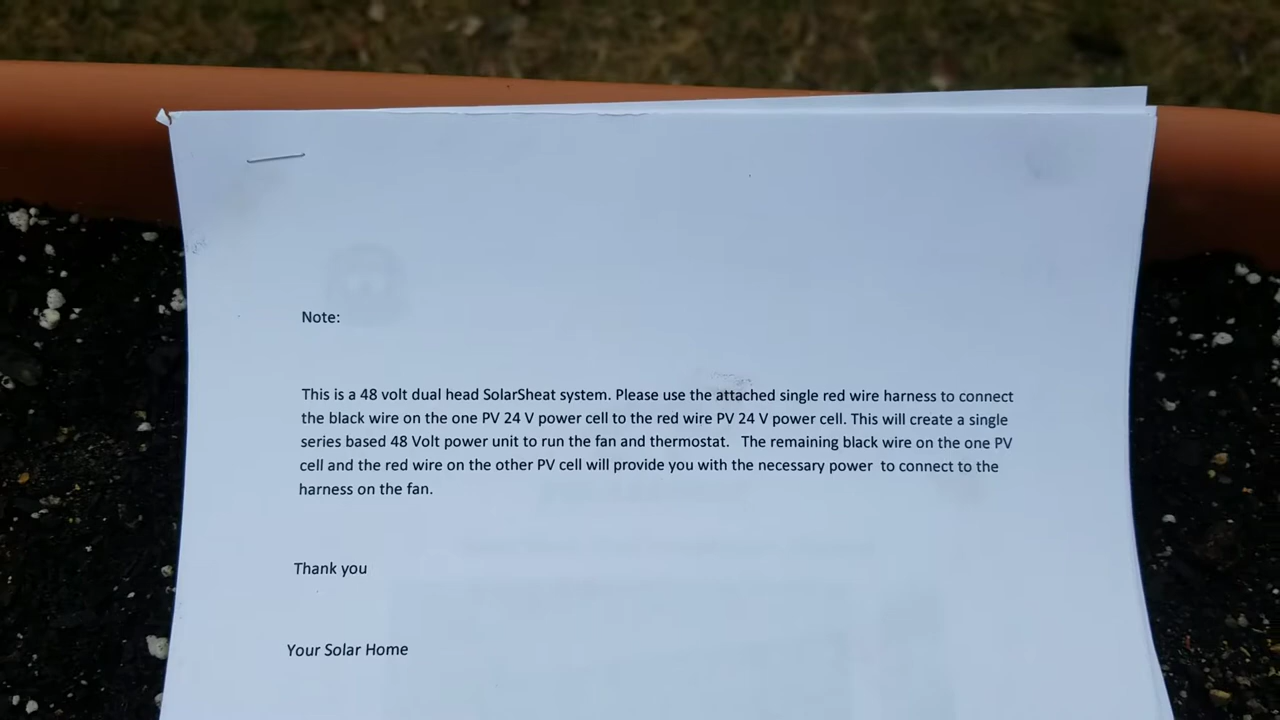 Note:
This is a 48 volt dual head SolarSheat system. Please use the attached single red wire harness to connect
the black wire on the one PV 24 V power cell to the red wire PV 24 V power cell. This will create a single
series based 48 Volt power unit to run the fan and thermostat. The remaining black wire on the one PV
cell and the red wire on the other PV cell will provide you with the necessary power to connect to the
harness on the fan.
Thank you
Your Solar Home